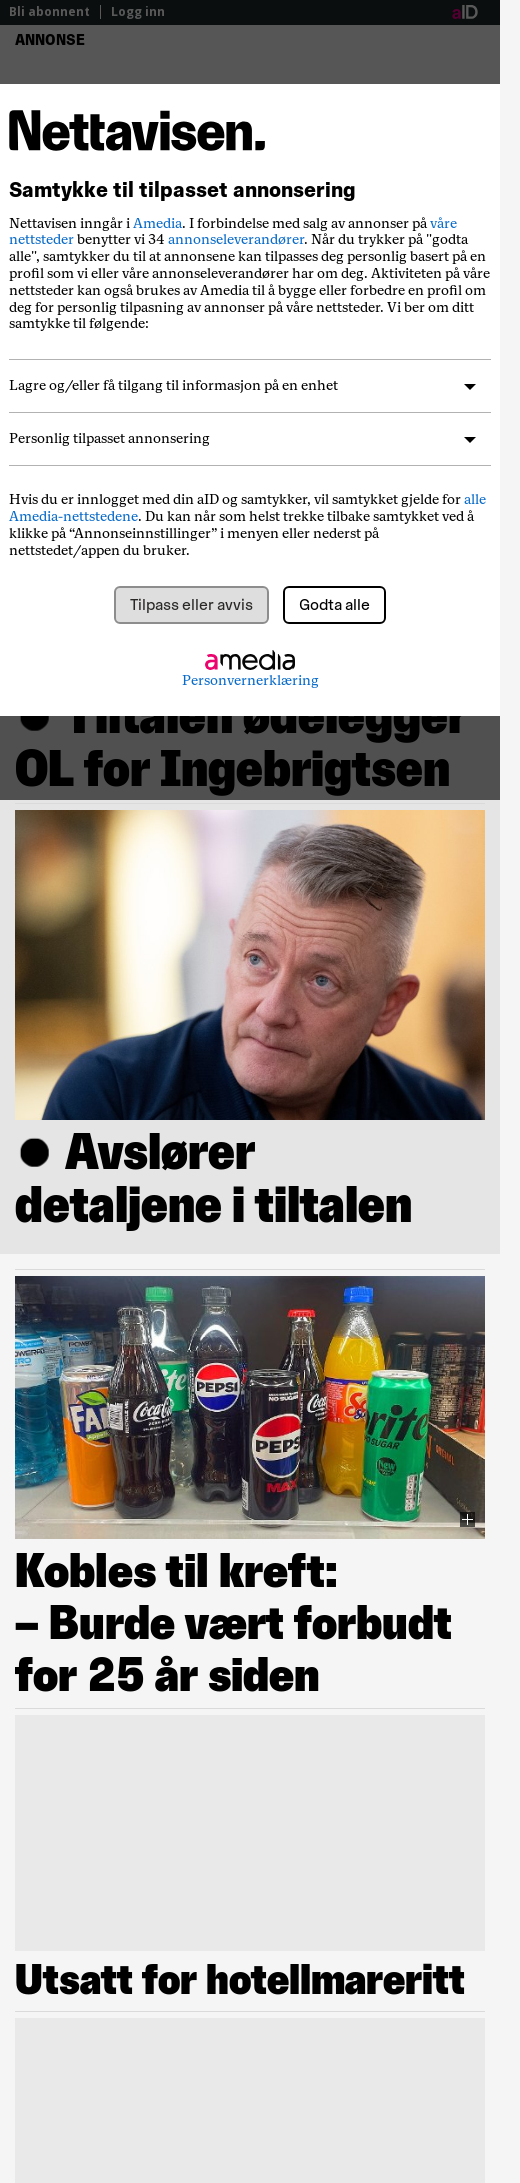 Bli abonnent | Logg inn
aID
ANNONSE
Nettavisen.
Samtykke til tilpasset annonsering
Nettavisen inngår i Amedia. I forbindelse med salg av annonser på våre
nettsteder benytter vi 34 annonseleverandører. Når du trykker på "godta
alle", samtykker du til at annonsene kan tilpasses deg personlig basert på en
profil som vi eller våre annonseleverandører har om deg. Aktiviteten på våre
nettsteder kan også brukes av Amedia til å bygge eller forbedre en profil om
deg for personlig tilpasning av annonser på våre nettsteder. Vi ber om ditt
samtykke til følgende:
Lagre og/eller få tilgang til informasjon på en enhet
Personlig tilpasset annonsering
Hvis du er innlogget med din aID og samtykker, vil samtykket gjelde for alle
Amedia-nettstedene. Du kan når som helst trekke tilbake samtykket ved å
klikke på “Annonseinnstillinger” i menyen eller nederst på
nettstedet/appen du bruker.
Tilpass eller avvis
Godta alle
amedia
Personvernerklæring
● Tiltalen ødelegger
OL for Ingebrigtsen
● Avslører
detaljene i tiltalen
Coca-Cola
PEPSI
PEPSI
MAX
Kobles til kreft:
– Burde vært forbudt
for 25 år siden
Utsatt for hotellmareritt